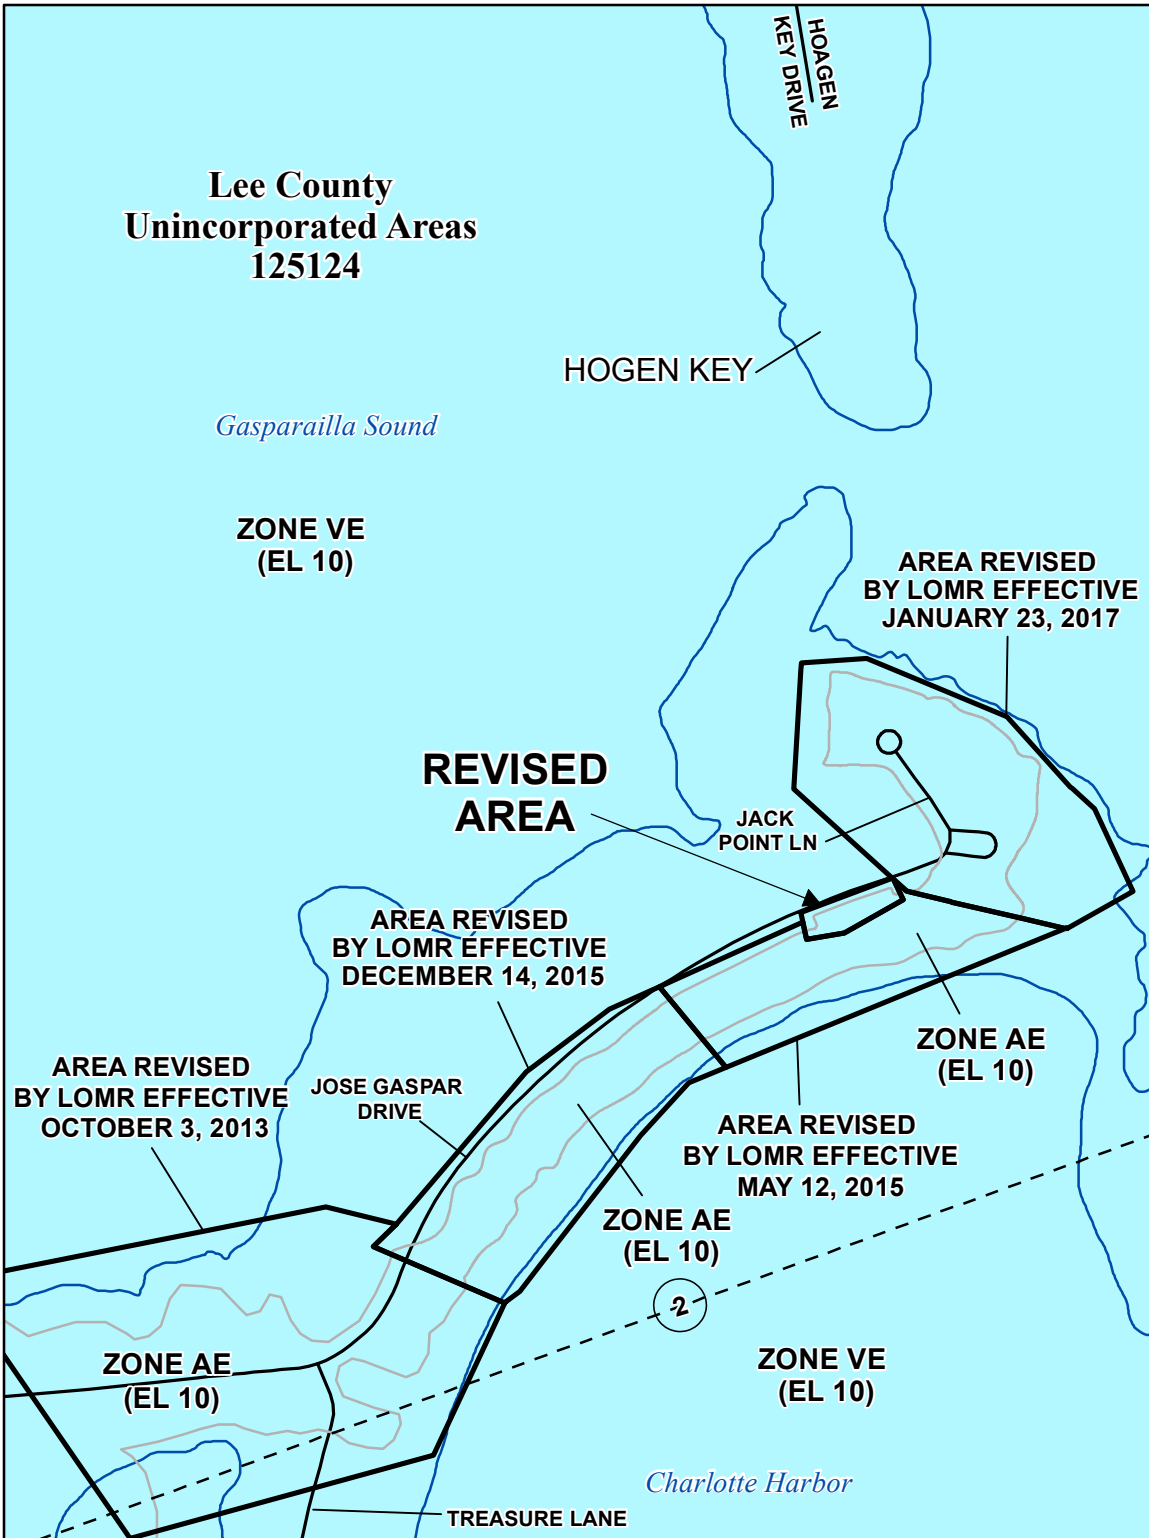 HOAGEN
KEY DRIVE
Lee County
Unincorporated Areas
125124
HOGEN KEY
Gasparailla Sound
ZONE VE
(EL 10)
AREA REVISED
BY LOMR EFFECTIVE
JANUARY 23, 2017
REVISED
AREA
JACK
POINT LN
AREA REVISED
BY LOMR EFFECTIVE
DECEMBER 14, 2015
ZONE AE
(EL 10)
AREA REVISED
BY LOMR EFFECTIVE
OCTOBER 3, 2013
JOSE GASPAR
DRIVE
AREA REVISED
BY LOMR EFFECTIVE
MAY 12, 2015
ZONE AE
(EL 10)
2
ZONE AE
(EL 10)
ZONE VE
(EL 10)
Charlotte Harbor
TREASURE LANE